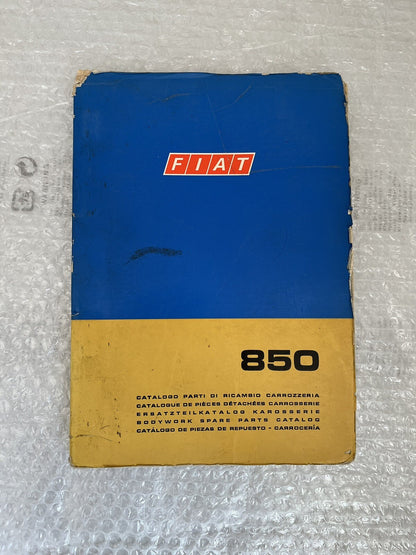 FIAT
850
CATALOGO PARTI DI RICAMBIO CARROZZERIA
CATALOGUE DE PIÈCES DÉTACHÉES CARROSSERIE
ERSATZTEILKATALOG KAROSSERIE
BODYWORK SPARE PARTS CATALOG
CATÁLOGO DE PIEZAS DE REPUESTO - CARROCERÍA